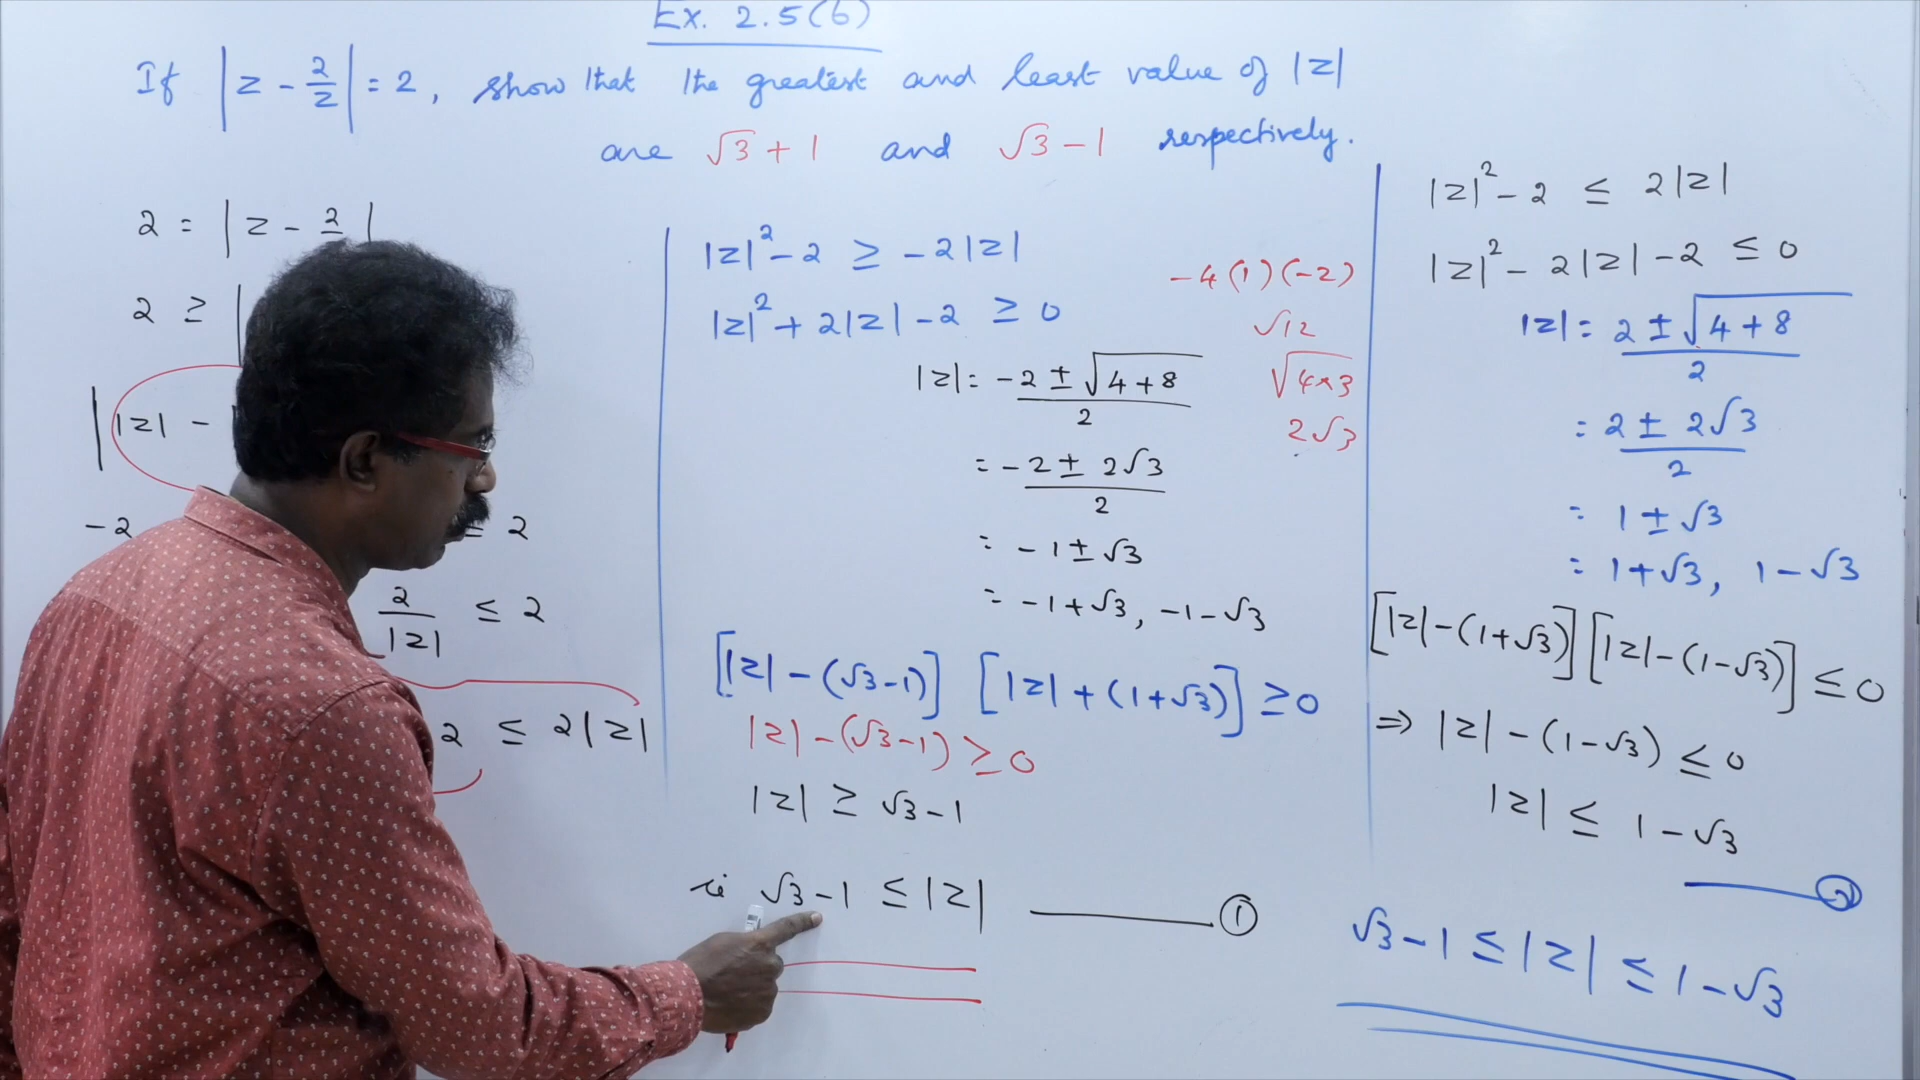 Ex. 2.5(6)
If |z - 2/z| = 2, show that the greatest and least value of |z|
are √3 + 1 and √3 - 1 respectively.
2 = |z - 2
2 ≥ |
||z| -
-2
≤ 2
2/|z| ≤ 2
2 ≤ 2|z|
|z|² - 2 ≥ -2|z|
|z|² + 2|z| - 2 ≥ 0
|z| = (-2 ± √(4+8))/2
= (-2 ± 2√3)/2
= -1 ± √3
= -1+√3, -1-√3
[|z| - (√3-1)] [|z| + (1+√3)] ≥ 0
|z| - (√3-1) ≥ 0
|z| ≥ √3-1
ie √3-1 ≤ |z| ——— ①
-4(1)(-2)
√12
√4×3
2√3
|z|² - 2 ≤ 2|z|
|z|² - 2|z| - 2 ≤ 0
|z| = (2 ± √(4+8))/2
= (2 ± 2√3)/2
= 1 ± √3
= 1+√3, 1-√3
[|z|-(1+√3)][|z|-(1-√3)] ≤ 0
⇒ |z| - (1-√3) ≤ 0
|z| ≤ 1-√3
——— ②
√3-1 ≤ |z| ≤ 1-√3